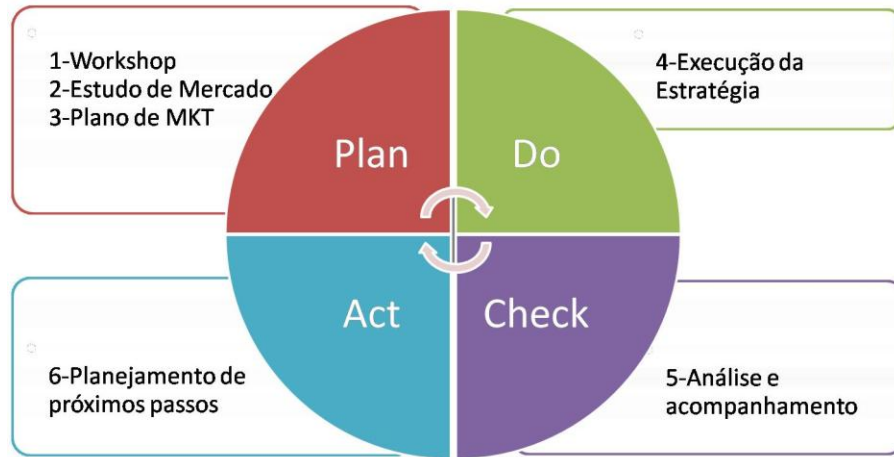 1-Workshop
2-Estudo de Mercado
3-Plano de MKT
Plan
Do
4-Execução da
Estratégia
Act
Check
6-Planejamento de
próximos passos
5-Análise e
acompanhamento